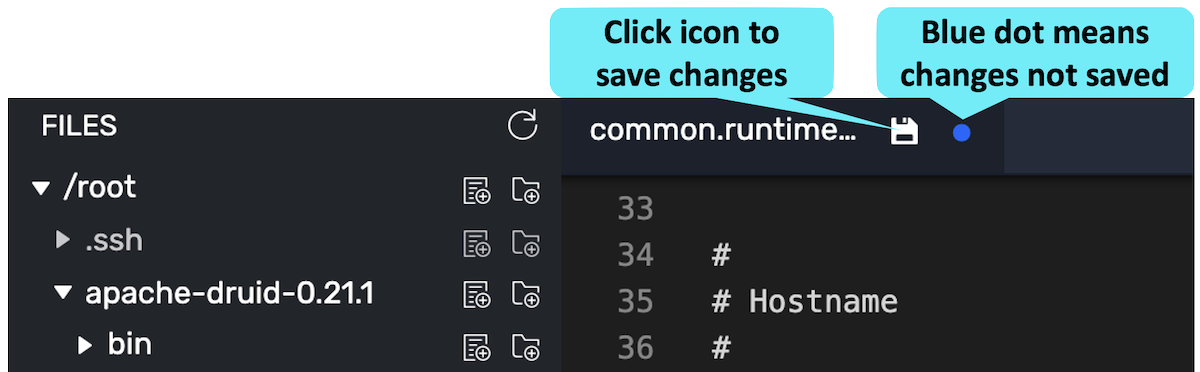 Click icon to
save changes
Blue dot means
changes not saved
FILES
/root
.ssh
apache-druid-0.21.1
bin
common.runtime...
33
34 #
35 # Hostname
36 #